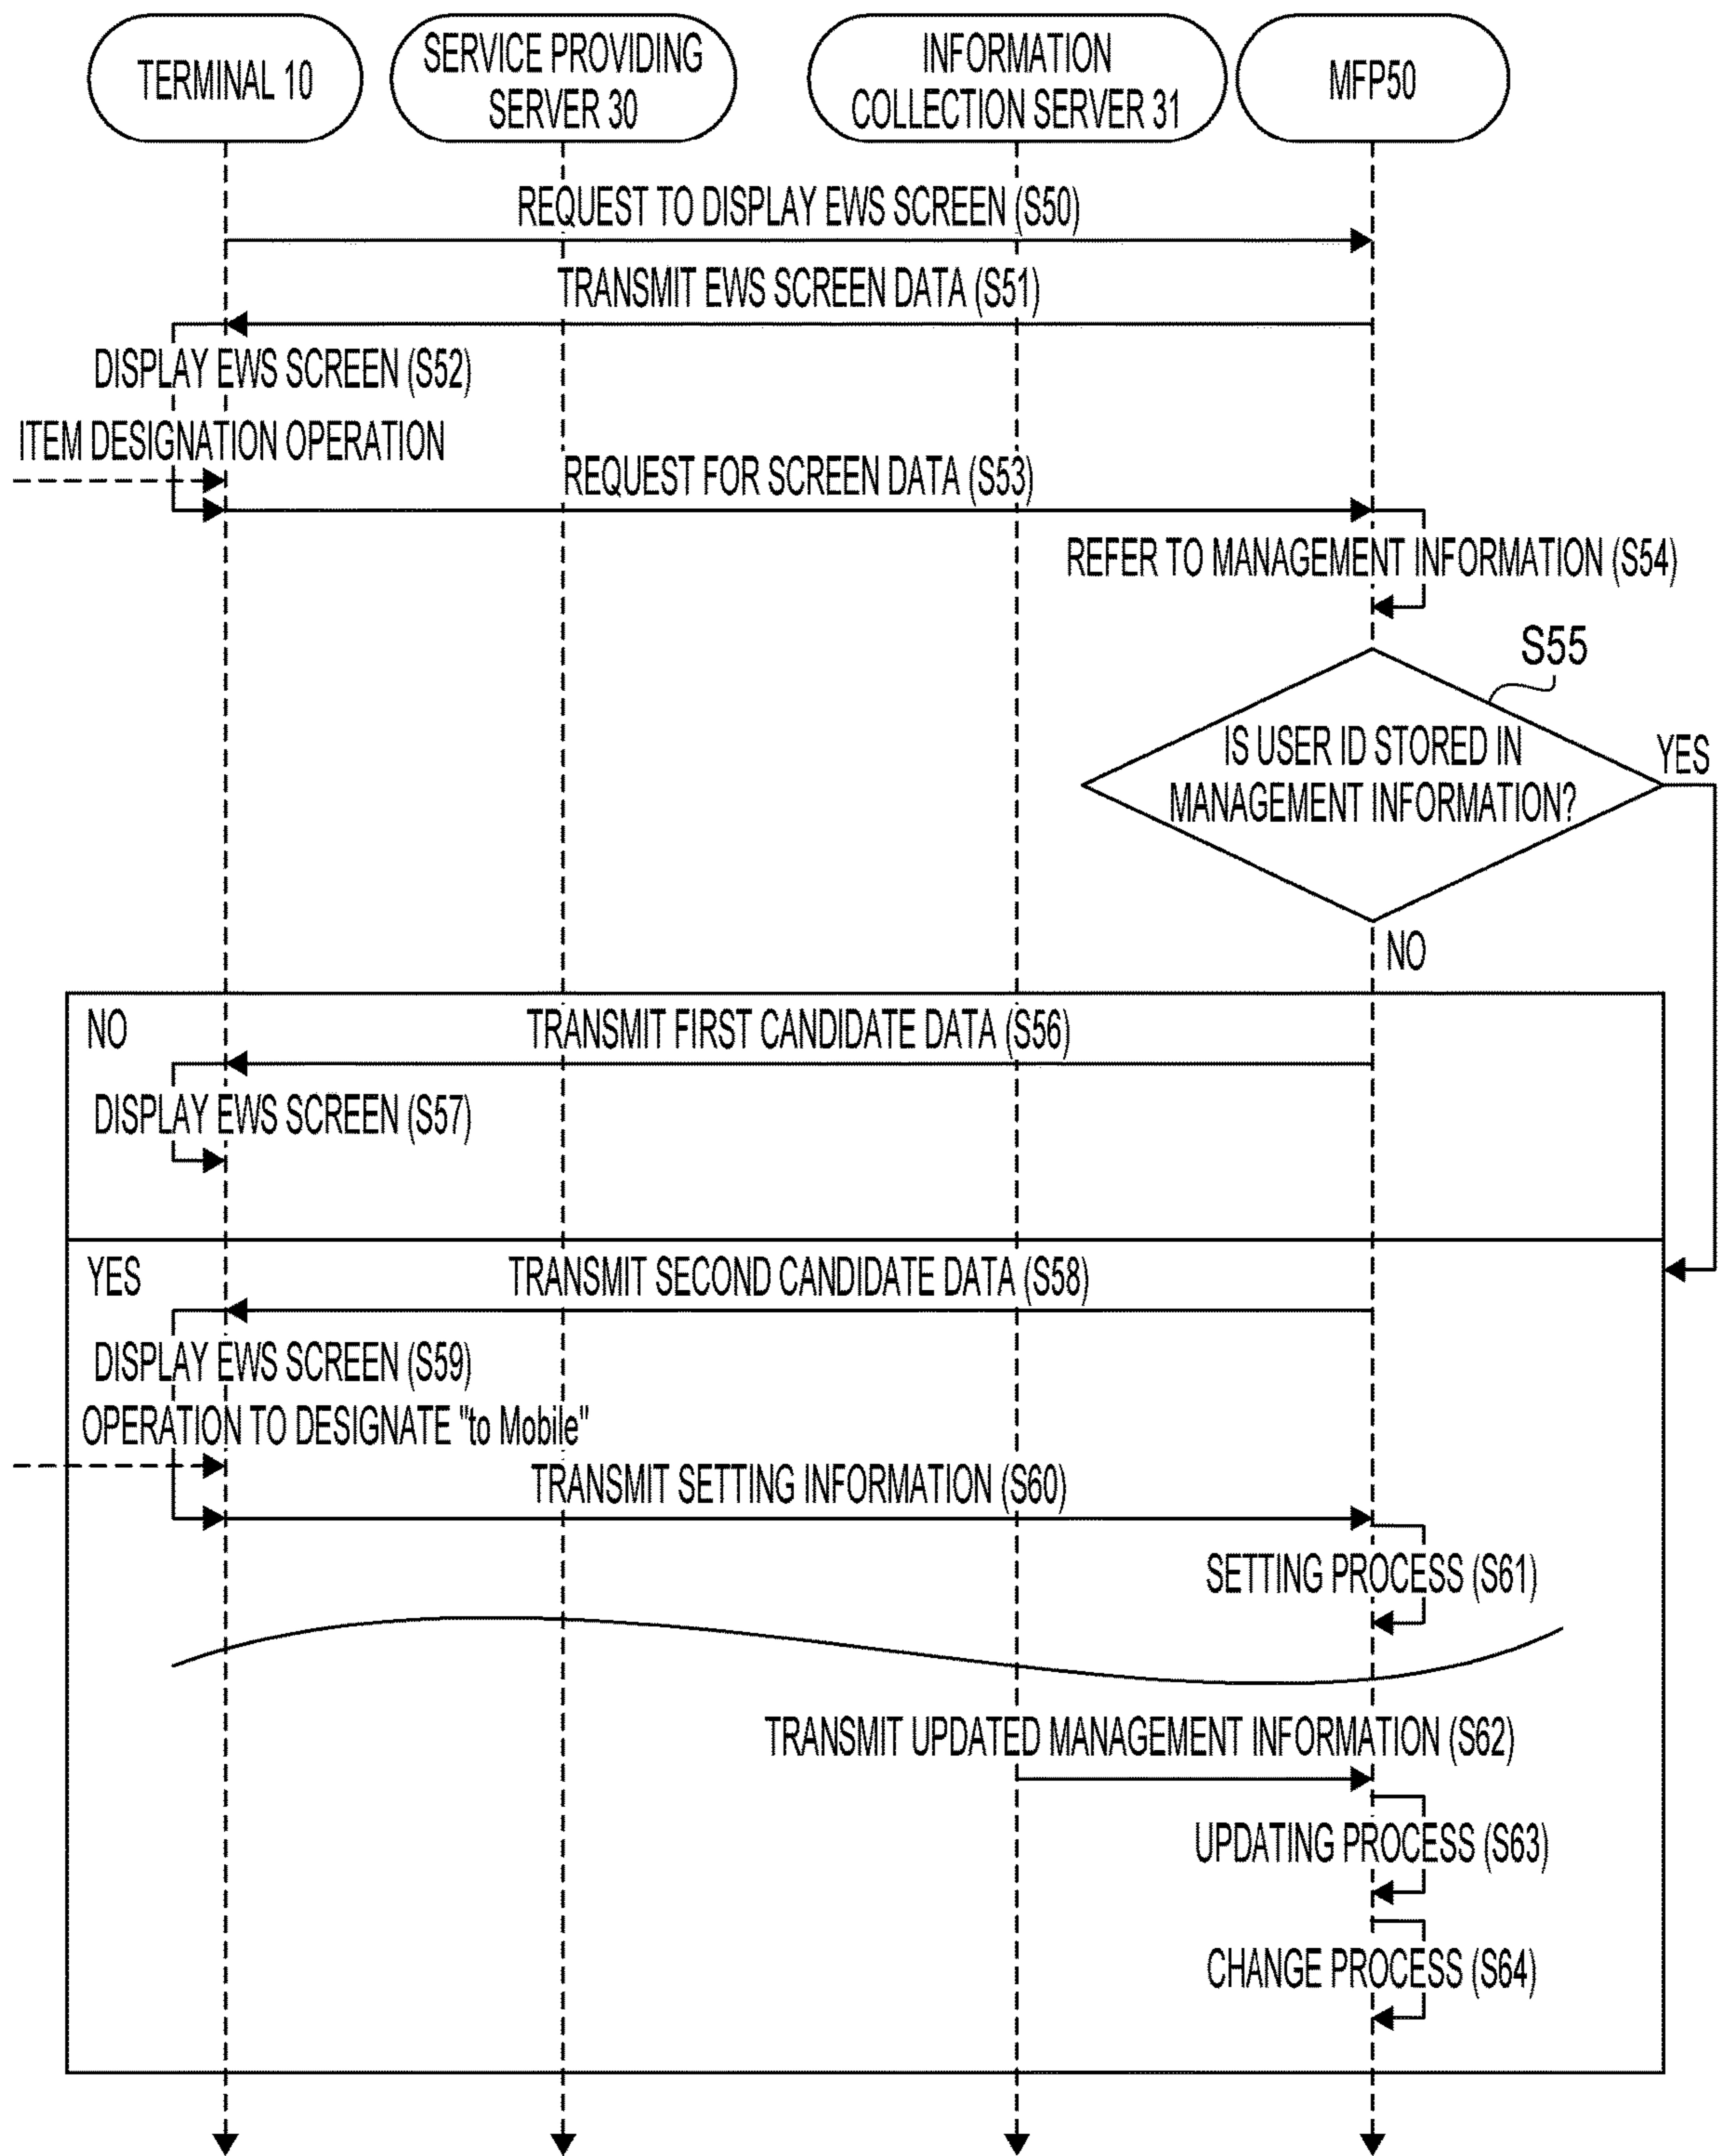 TERMINAL 10
SERVICE PROVIDING
SERVER 30
INFORMATION
COLLECTION SERVER 31
MFP50
REQUEST TO DISPLAY EWS SCREEN (S50)
TRANSMIT EWS SCREEN DATA (S51)
DISPLAY EWS SCREEN (S52)
ITEM DESIGNATION OPERATION
REQUEST FOR SCREEN DATA (S53)
REFER TO MANAGEMENT INFORMATION (S54)
S55
IS USER ID STORED IN
MANAGEMENT INFORMATION?
YES
NO
NO
TRANSMIT FIRST CANDIDATE DATA (S56)
DISPLAY EWS SCREEN (S57)
YES
TRANSMIT SECOND CANDIDATE DATA (S58)
DISPLAY EWS SCREEN (S59)
OPERATION TO DESIGNATE "to Mobile"
TRANSMIT SETTING INFORMATION (S60)
SETTING PROCESS (S61)
TRANSMIT UPDATED MANAGEMENT INFORMATION (S62)
UPDATING PROCESS (S63)
CHANGE PROCESS (S64)